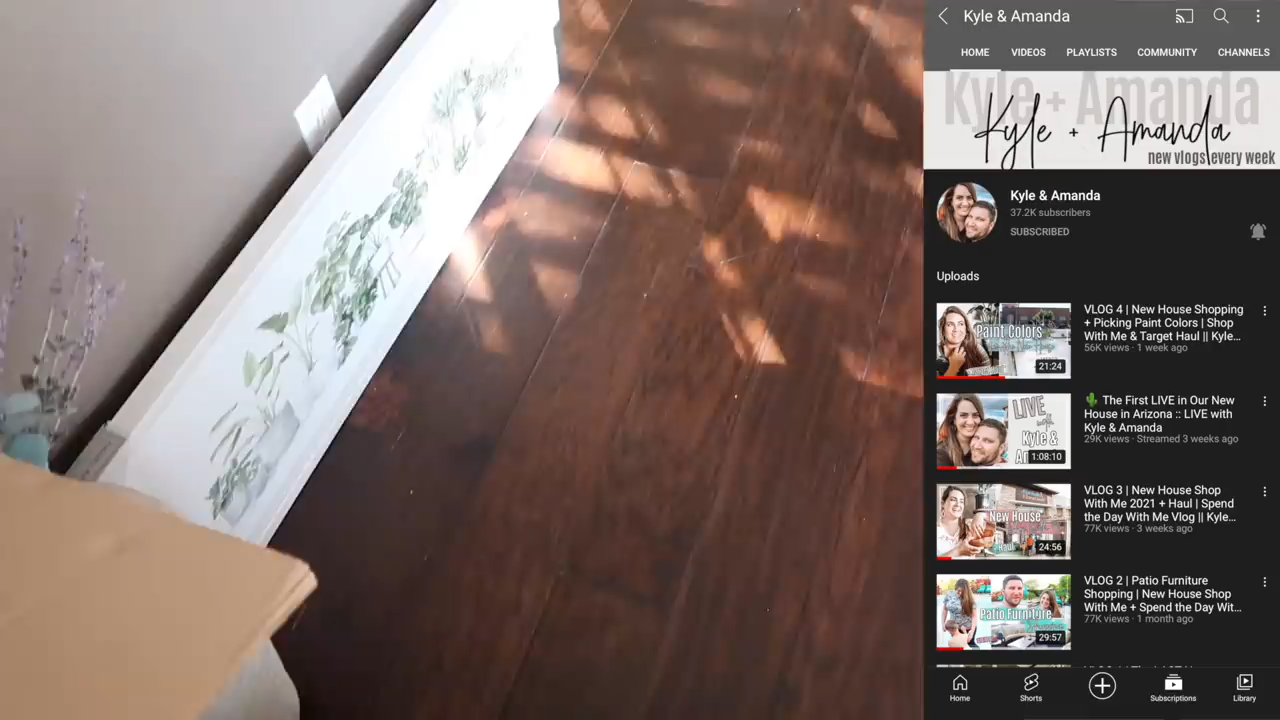 Kyle & Amanda
HOME VIDEOS PLAYLISTS COMMUNITY CHANNELS
Kyle + Amanda
Kyle + Amanda
new vlogs every week
Kyle & Amanda
37.2K subscribers
SUBSCRIBED
Uploads
Paint Colors
21:24
VLOG 4 | New House Shopping
+ Picking Paint Colors | Shop
With Me & Target Haul || Kyle...
56K views · 1 week ago
LIVE
with
Kyle &
1:08:10
🌵 The First LIVE in Our New
House in Arizona :: LIVE with
Kyle & Amanda
29K views · Streamed 3 weeks ago
New House
Haul
24:56
VLOG 3 | New House Shop
With Me 2021 + Haul | Spend
the Day With Me Vlog || Kyle...
77K views · 3 weeks ago
Patio Furniture
29:57
VLOG 2 | Patio Furniture
Shopping | New House Shop
With Me + Spend the Day Wit...
77K views · 1 month ago
Home Shorts Subscriptions Library